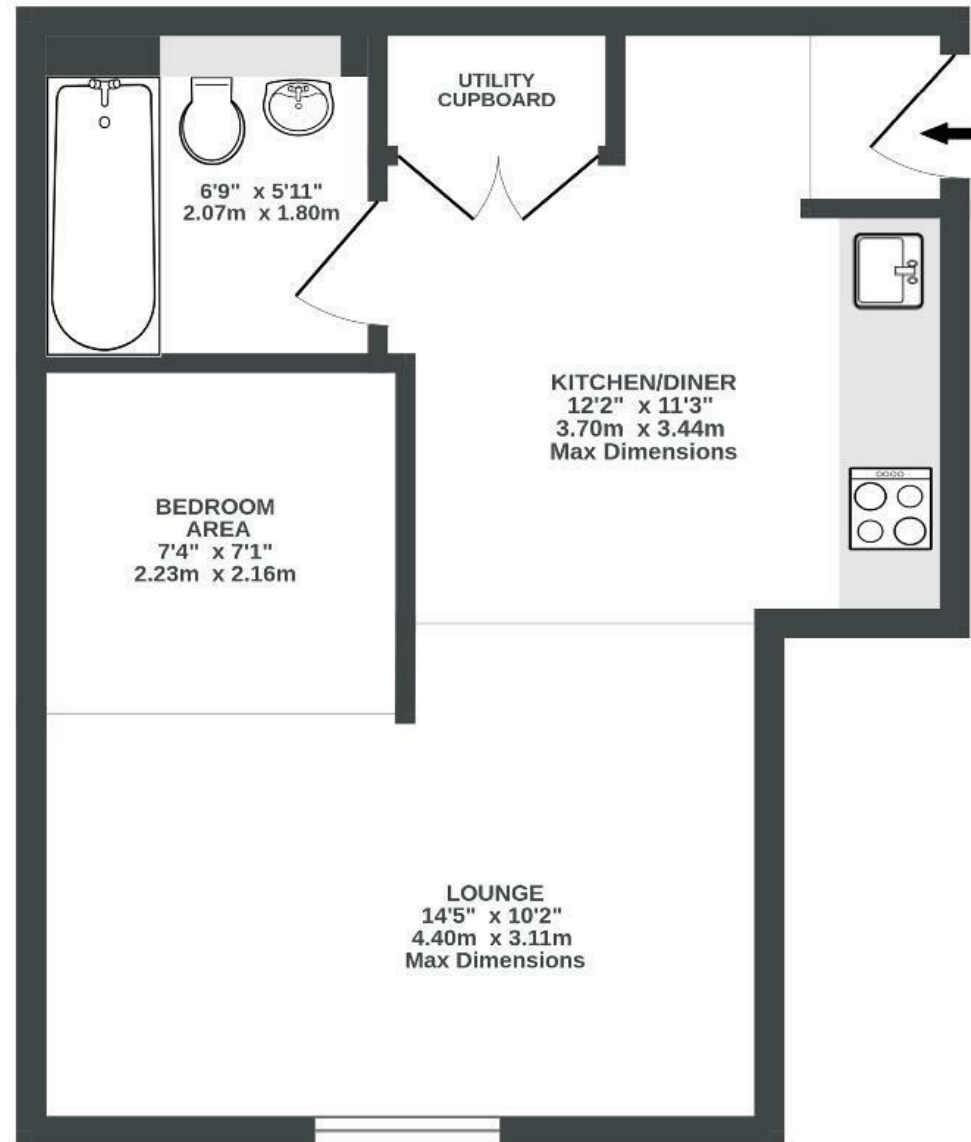 UTILITY
CUPBOARD
6'9" x 5'11"
2.07m x 1.80m
KITCHEN/DINER
12'2" x 11'3"
3.70m x 3.44m
Max Dimensions
BEDROOM
AREA
7'4" x 7'1"
2.23m x 2.16m
LOUNGE
14'5" x 10'2"
4.40m x 3.11m
Max Dimensions